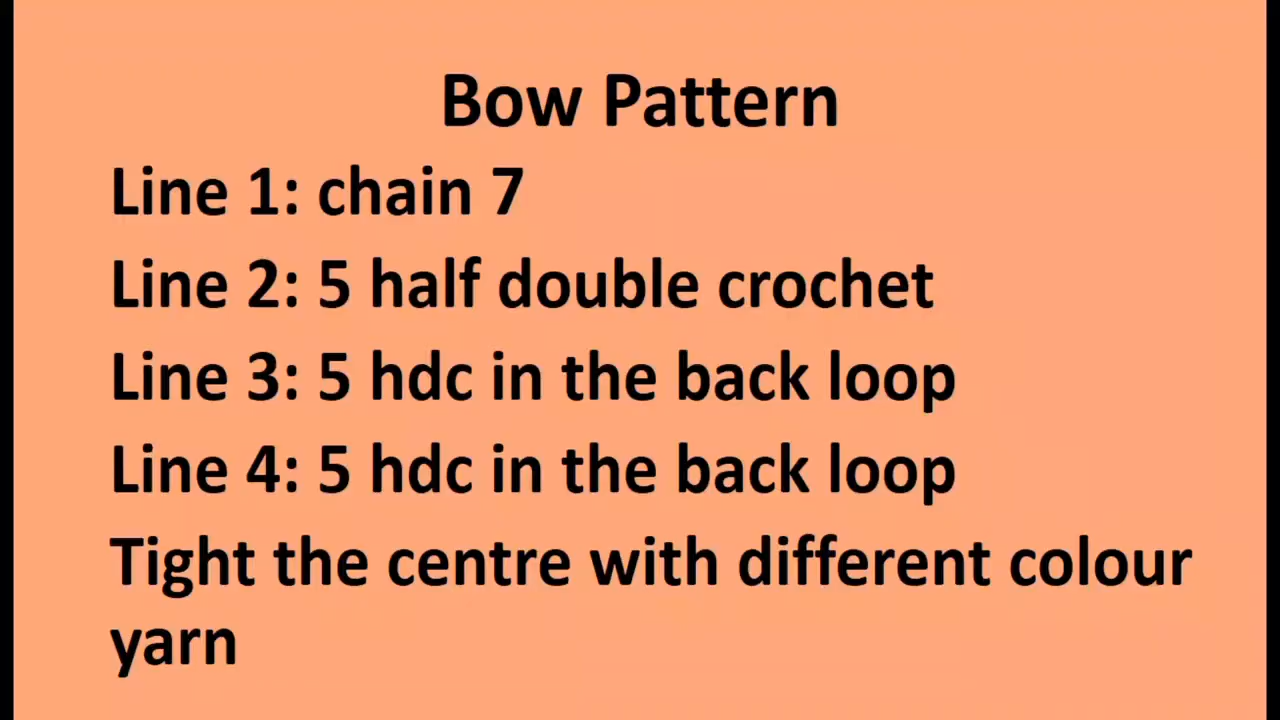 Bow Pattern
Line 1: chain 7
Line 2: 5 half double crochet
Line 3: 5 hdc in the back loop
Line 4: 5 hdc in the back loop
Tight the centre with different colour
yarn